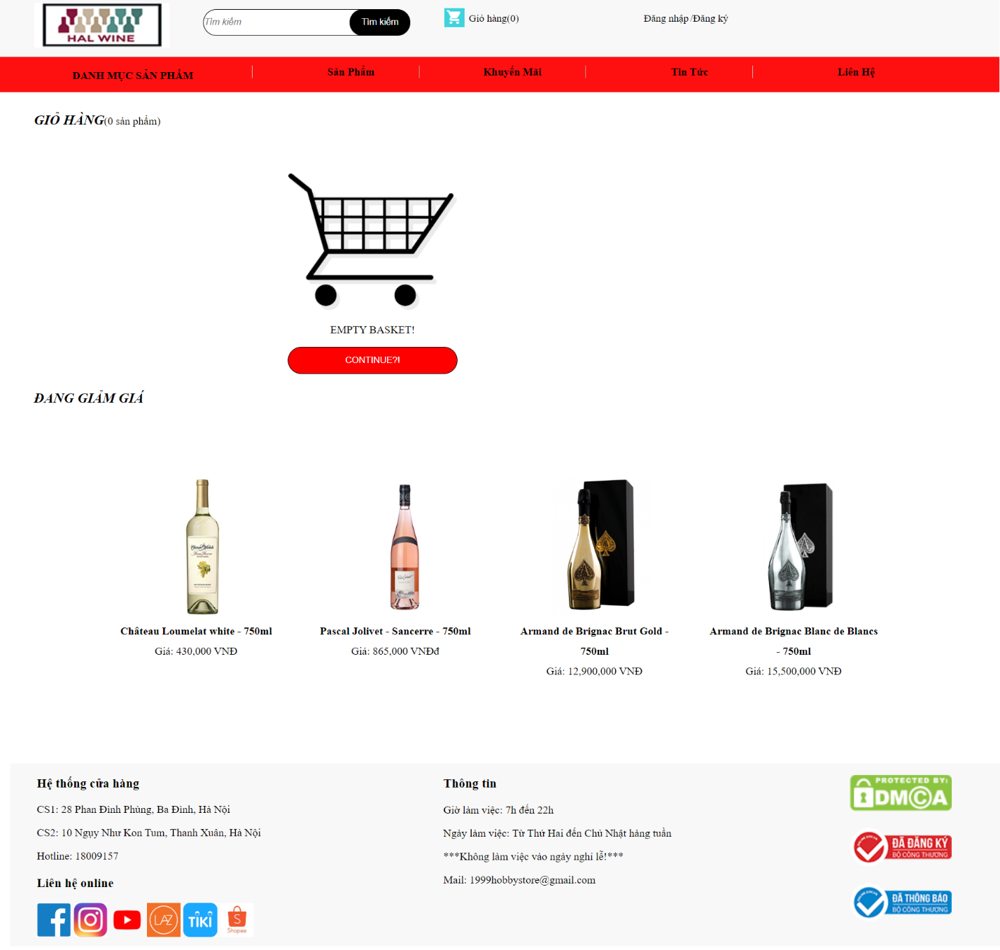 HAL WINE
Tìm kiếm
Tìm kiếm
Giỏ hàng(0)
Đăng nhập /Đăng ký
DANH MỤC SẢN PHẨM
Sản Phẩm
Khuyến Mãi
Tin Tức
Liên Hệ
GIỎ HÀNG(0 sản phẩm)
EMPTY BASKET!
CONTINUE?!
ĐANG GIẢM GIÁ
Château Loumelat white - 750ml
Giá: 430,000 VNĐ
Pascal Jolivet - Sancerre - 750ml
Giá: 865,000 VNĐđ
Armand de Brignac Brut Gold -
750ml
Giá: 12,900,000 VNĐ
Armand de Brignac Blanc de Blancs
- 750ml
Giá: 15,500,000 VNĐ
Hệ thống cửa hàng
CS1: 28 Phan Đình Phùng, Ba Đình, Hà Nội
CS2: 10 Ngụy Như Kon Tum, Thanh Xuân, Hà Nội
Hotline: 18009157
Liên hệ online
LAZ
TIKI
S
Shopee
Thông tin
Giờ làm việc: 7h đến 22h
Ngày làm việc: Từ Thứ Hai đến Chủ Nhật hàng tuần
***Không làm việc vào ngày nghỉ lễ!***
Mail: 1999hobbystore@gmail.com
PROTECTED BY:
DMCA
ĐÃ ĐĂNG KÝ
BỘ CÔNG THƯƠNG
ĐÃ THÔNG BÁO
BỘ CÔNG THƯƠNG